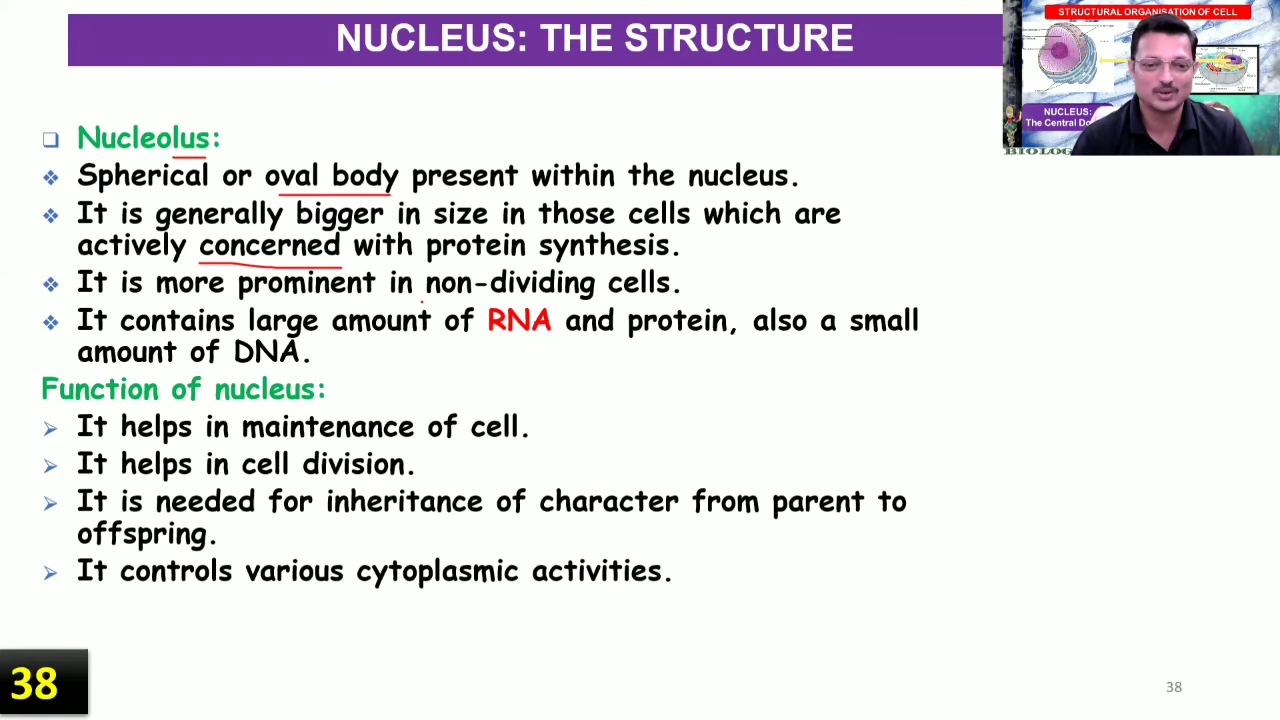 NUCLEUS: THE STRUCTURE
STRUCTURAL ORGANISATION OF CELL
NUCLEUS:
The Central Do
BIOLOG
Nucleolus:
Spherical or oval body present within the nucleus.
It is generally bigger in size in those cells which are
actively concerned with protein synthesis.
It is more prominent in non-dividing cells.
It contains large amount of RNA and protein, also a small
amount of DNA.
Function of nucleus:
It helps in maintenance of cell.
It helps in cell division.
It is needed for inheritance of character from parent to
offspring.
It controls various cytoplasmic activities.
38
38